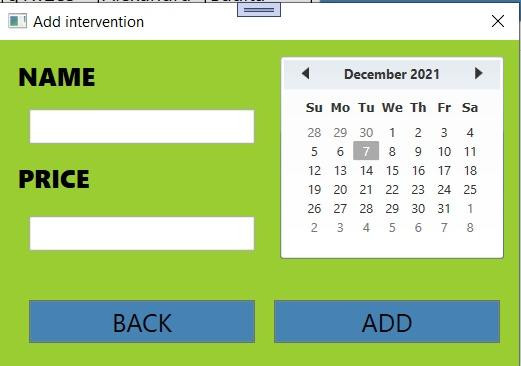 Add intervention
NAME
PRICE
December 2021
Su Mo Tu We Th Fr Sa
28 29 30 1 2 3 4
5 6 7 8 9 10 11
12 13 14 15 16 17 18
19 20 21 22 23 24 25
26 27 28 29 30 31 1
2 3 4 5 6 7 8
BACK
ADD